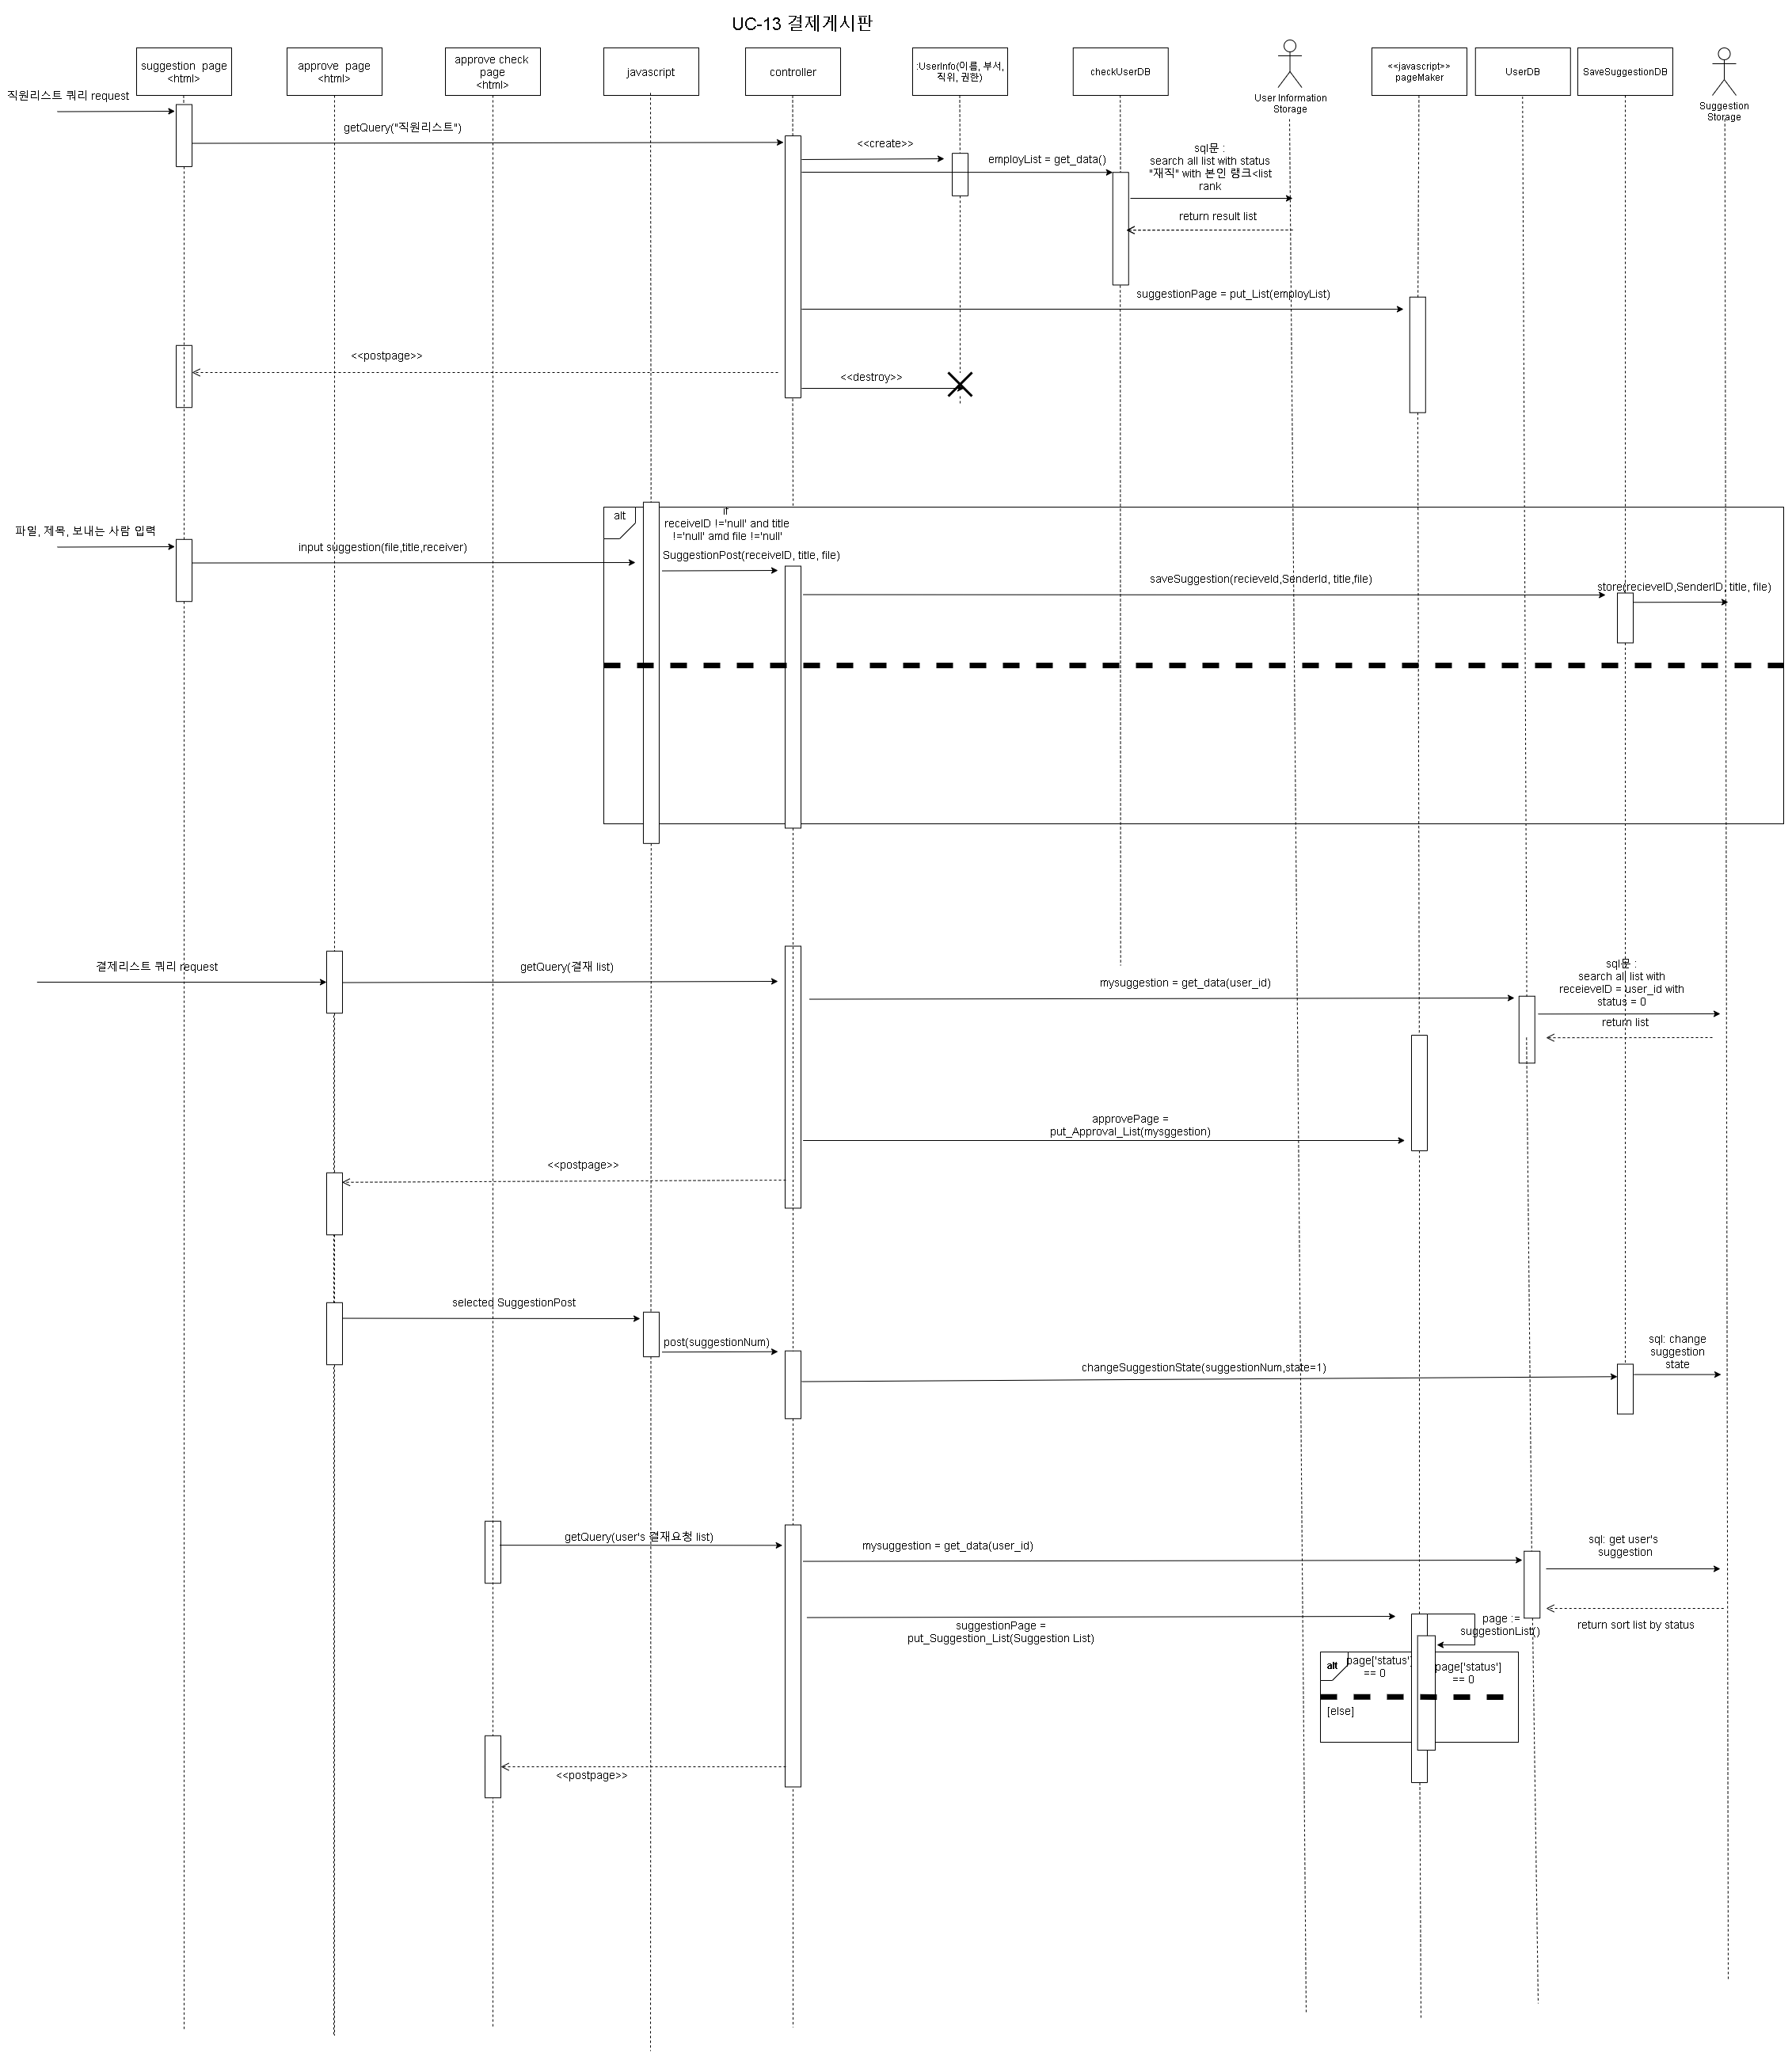 UC-13 결제게시판
suggestion page
<html>
approve page
<html>
approve check
page
<html>
javascript
controller
:UserInfo(이름, 부서,
직위, 권한)
checkUserDB
User Information
Storage
<<javascript>>
pageMaker
UserDB
SaveSuggestionDB
Suggestion
Storage
직원리스트 쿼리 request
getQuery("직원리스트")
<<create>>
employList = get_data()
sql문 :
search all list with status
"재직" with 본인 랭크<list
rank
return result list
suggestionPage = put_List(employList)
<<postpage>>
<<destroy>>
파일, 제목, 보내는 사람 입력
input suggestion(file,title,receiver)
alt
if
receiveID !='null' and title
!='null' amd file !='null'
SuggestionPost(receiveID, title, file)
saveSuggestion(recieveId,SenderId, title,file)
store(recieveID,SenderID, title, file)
결제리스트 쿼리 request
getQuery(결재 list)
mysuggestion = get_data(user_id)
sql문 :
search all list with
receieveID = user_id with
status = 0
return list
approvePage =
put_Approval_List(mysggestion)
<<postpage>>
selected SuggestionPost
post(suggestionNum)
changeSuggestionState(suggestionNum,state=1)
sql: change
suggestion
state
getQuery(user's 결재요청 list)
mysuggestion = get_data(user_id)
sql: get user's
suggestion
return sort list by status
suggestionPage =
put_Suggestion_List(Suggestion List)
page :=
suggestionList()
alt
page['status']
== 0
page['status']
== 0
[else]
<<postpage>>